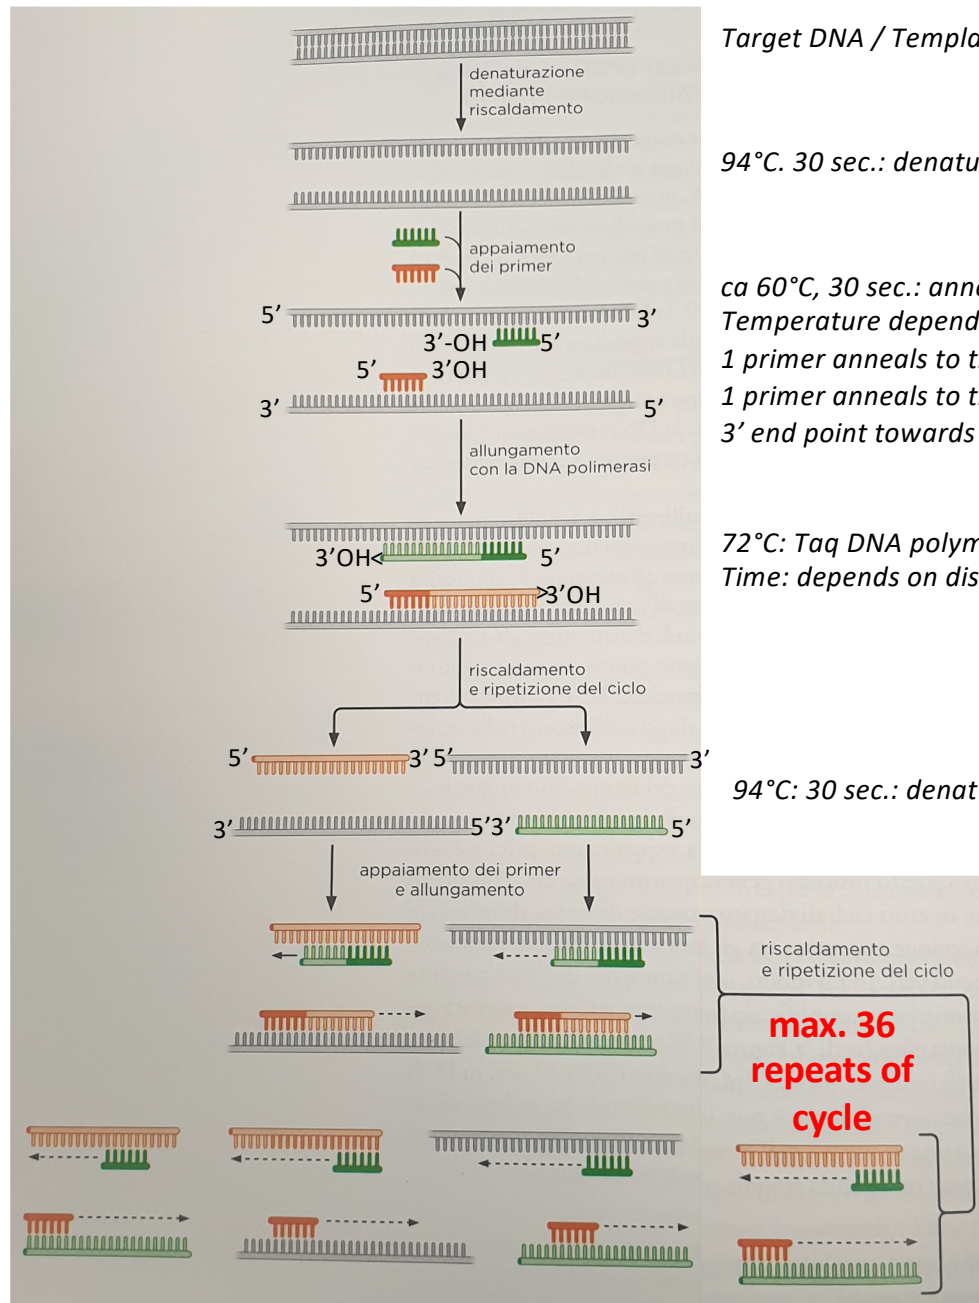 Target DNA / Templa
denaturazione
mediante
riscaldamento
94°C. 30 sec.: denatu
appaiamento
dei primer
ca 60°C, 30 sec.: anne
Temperature depend
1 primer anneals to t
1 primer anneals to t
3’ end point towards
5’ 3’
3’-OH 5’
5’ 3’OH
3’ 5’
allungamento
con la DNA polimerasi
72°C: Taq DNA polym
Time: depends on dis
3’OH< 5’
5’ >3’OH
riscaldamento
e ripetizione del ciclo
5’ 3’ 5’ 3’
94°C: 30 sec.: denat
3’ 5’ 3’ 5’
appaiamento dei primer
e allungamento
riscaldamento
e ripetizione del ciclo
max. 36
repeats of
cycle